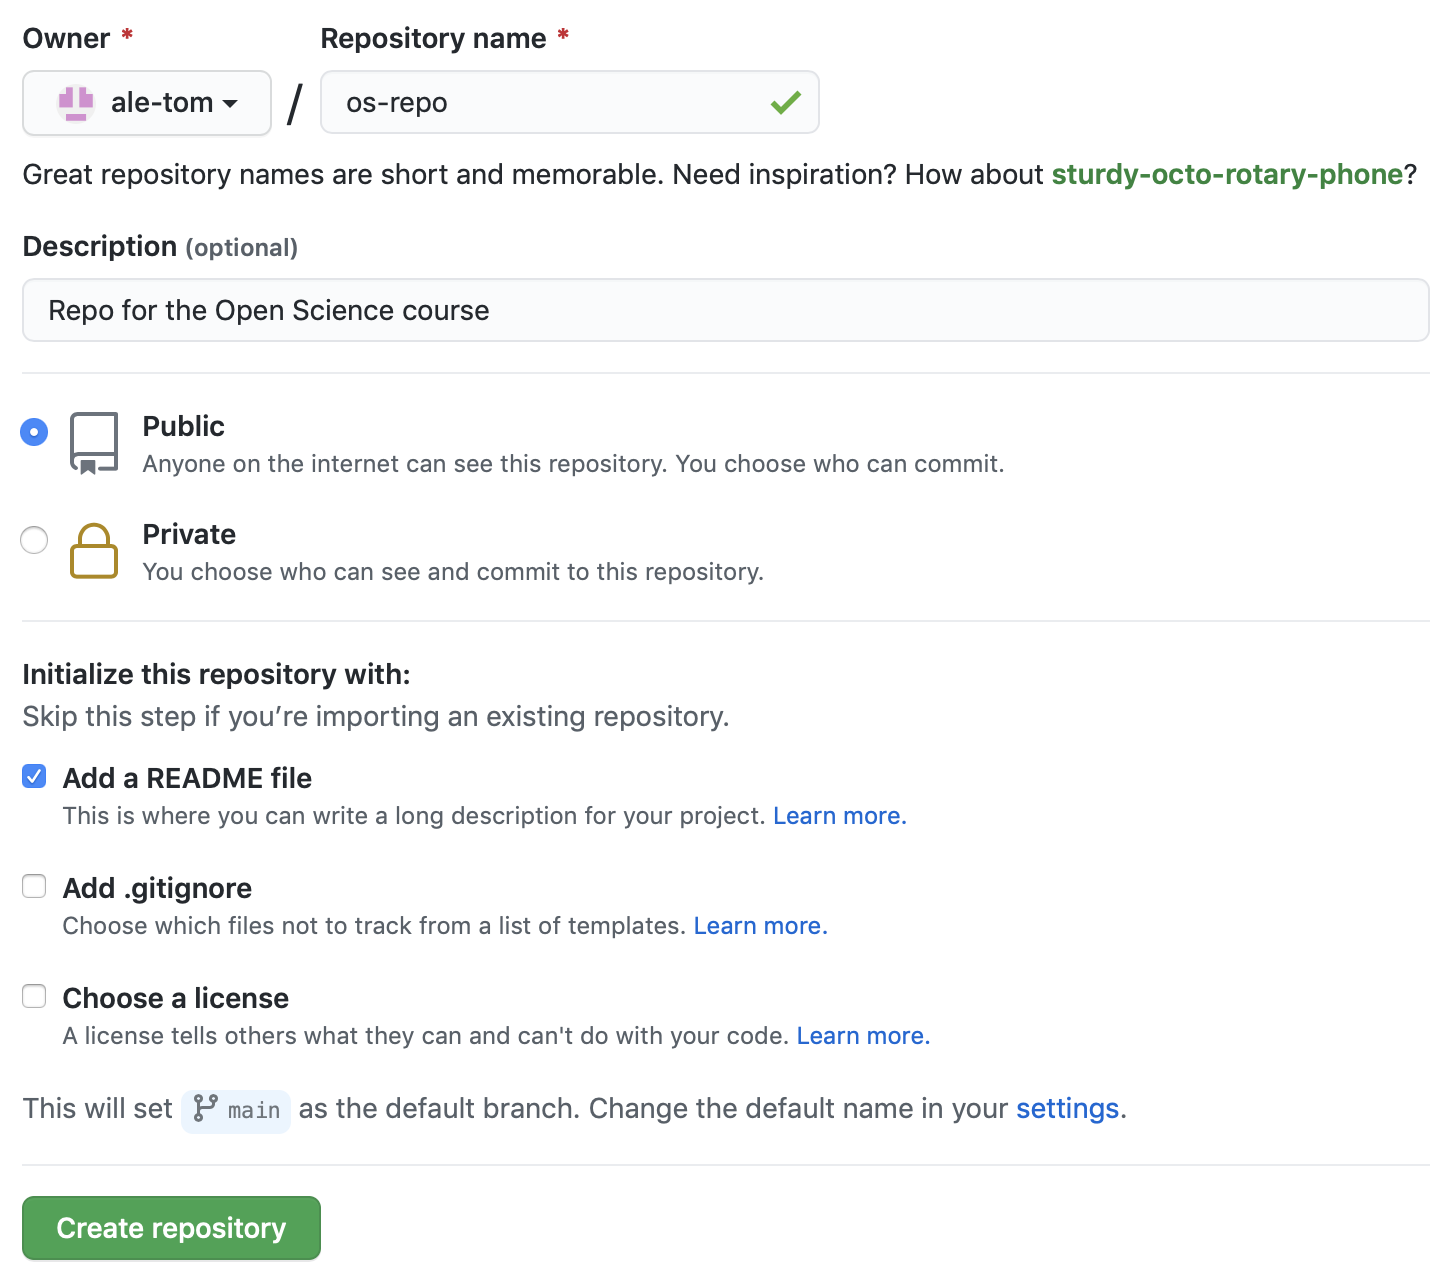 Owner *
Repository name *
ale-tom / os-repo
Great repository names are short and memorable. Need inspiration? How about sturdy-octo-rotary-phone?
Description (optional)
Repo for the Open Science course
Public
Anyone on the internet can see this repository. You choose who can commit.
Private
You choose who can see and commit to this repository.
Initialize this repository with:
Skip this step if you’re importing an existing repository.
Add a README file
This is where you can write a long description for your project. Learn more.
Add .gitignore
Choose which files not to track from a list of templates. Learn more.
Choose a license
A license tells others what they can and can't do with your code. Learn more.
This will set main as the default branch. Change the default name in your settings.
Create repository